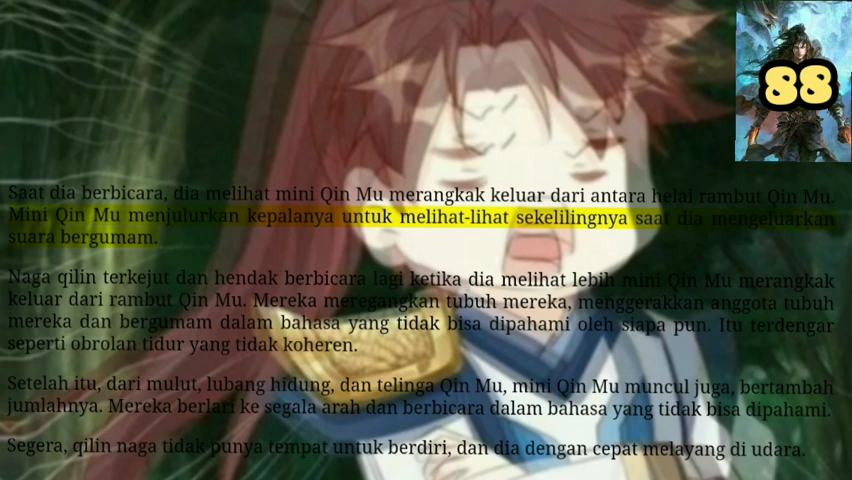 88
Saat dia berbicara, dia melihat mini Qin Mu merangkak keluar dari antara helai rambut Qin Mu.
Mini Qin Mu menjulurkan kepalanya untuk melihat-lihat sekelilingnya saat dia mengeluarkan
suara bergumam.
Naga qilin terkejut dan hendak berbicara lagi ketika dia melihat lebih mini Qin Mu merangkak
keluar dari rambut Qin Mu. Mereka meregangkan tubuh mereka, menggerakkan anggota tubuh
mereka dan bergumam dalam bahasa yang tidak bisa dipahami oleh siapa pun. Itu terdengar
seperti obrolan tidur yang tidak koheren.
Setelah itu, dari mulut, lubang hidung, dan telinga Qin Mu, mini Qin Mu muncul juga, bertambah
jumlahnya. Mereka berlari ke segala arah dan berbicara dalam bahasa yang tidak bisa dipahami.
Segera, qilin naga tidak punya tempat untuk berdiri, dan dia dengan cepat melayang di udara.